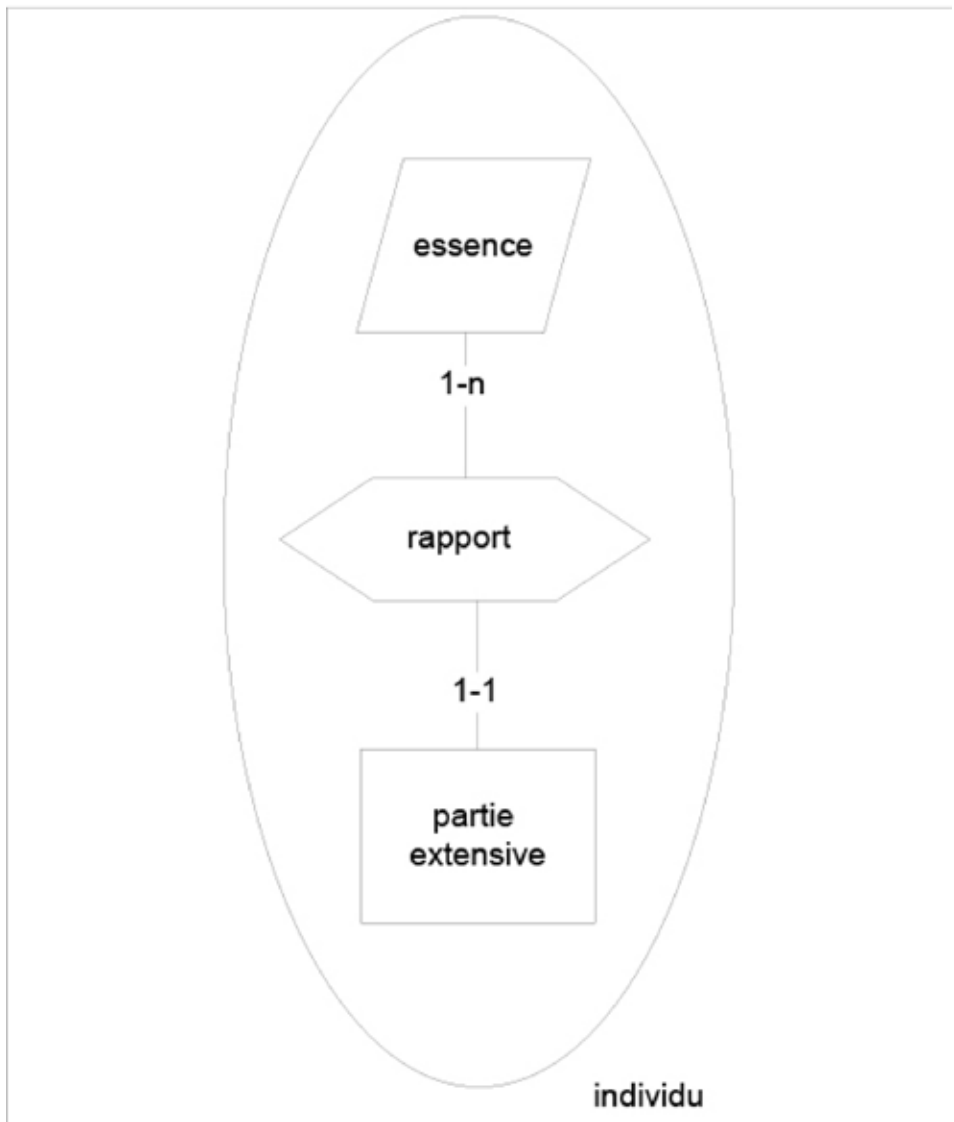 essence
1-n
rapport
1-1
partie
extensive
individu